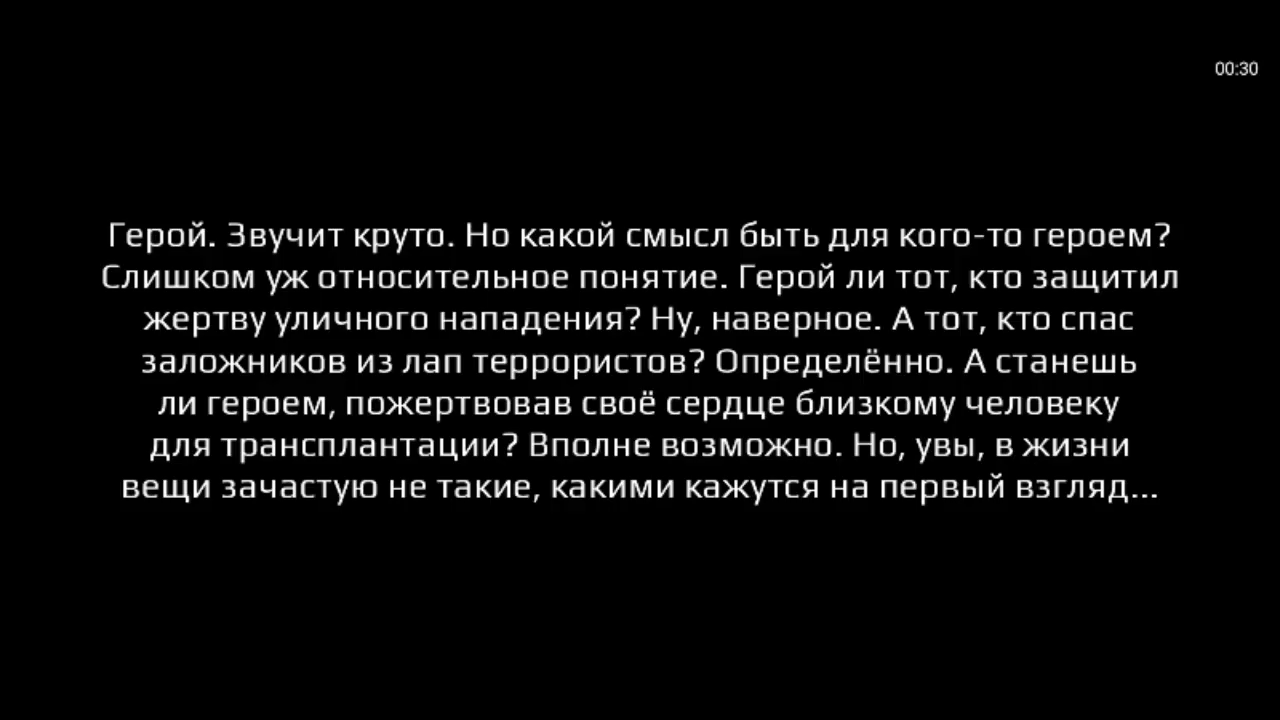 00:30
Герой. Звучит круто. Но какой смысл быть для кого-то героем?
Слишком уж относительное понятие. Герой ли тот, кто защитил
жертву уличного нападения? Ну, наверное. А тот, кто спас
заложников из лап террористов? Определённо. А станешь
ли героем, пожертвовав своё сердце близкому человеку
для трансплантации? Вполне возможно. Но, увы, в жизни
вещи зачастую не такие, какими кажутся на первый взгляд...